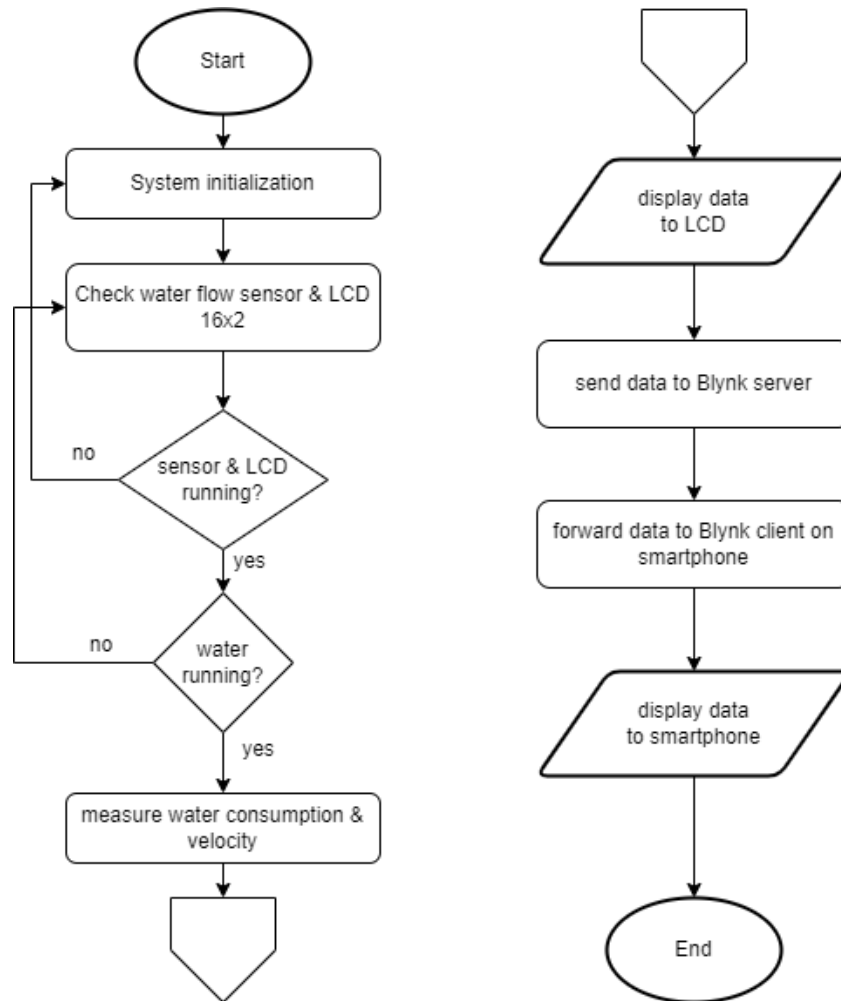 Start
System initialization
Check water flow sensor & LCD
16x2
no
sensor & LCD
running?
yes
no
water
running?
yes
measure water consumption &
velocity
display data
to LCD
send data to Blynk server
forward data to Blynk client on
smartphone
display data
to smartphone
End